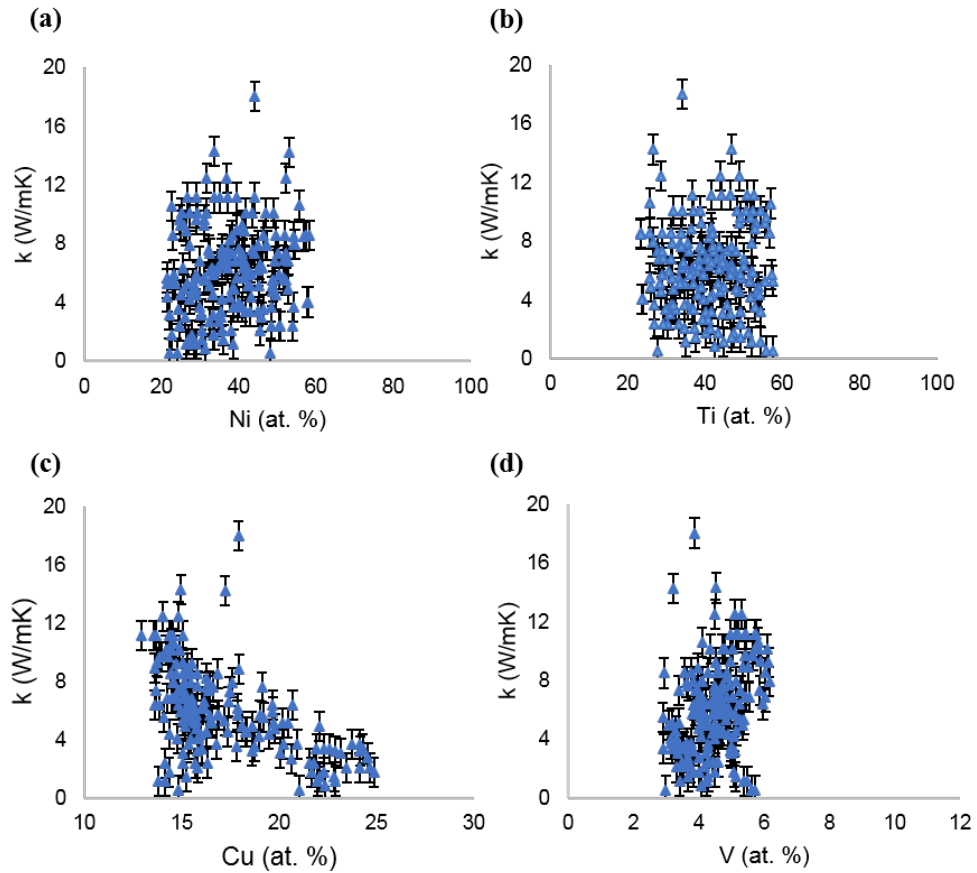 (a)
20
16
12
8
4
0
k (W/mK)
0 20 40 60 80 100
Ni (at. %)
(b)
20
16
12
8
4
0
k (W/mK)
0 20 40 60 80 100
Ti (at. %)
(c)
20
16
12
8
4
0
k (W/mK)
10 15 20 25 30
Cu (at. %)
(d)
20
16
12
8
4
0
k (W/mK)
0 2 4 6 8 10 12
V (at. %)